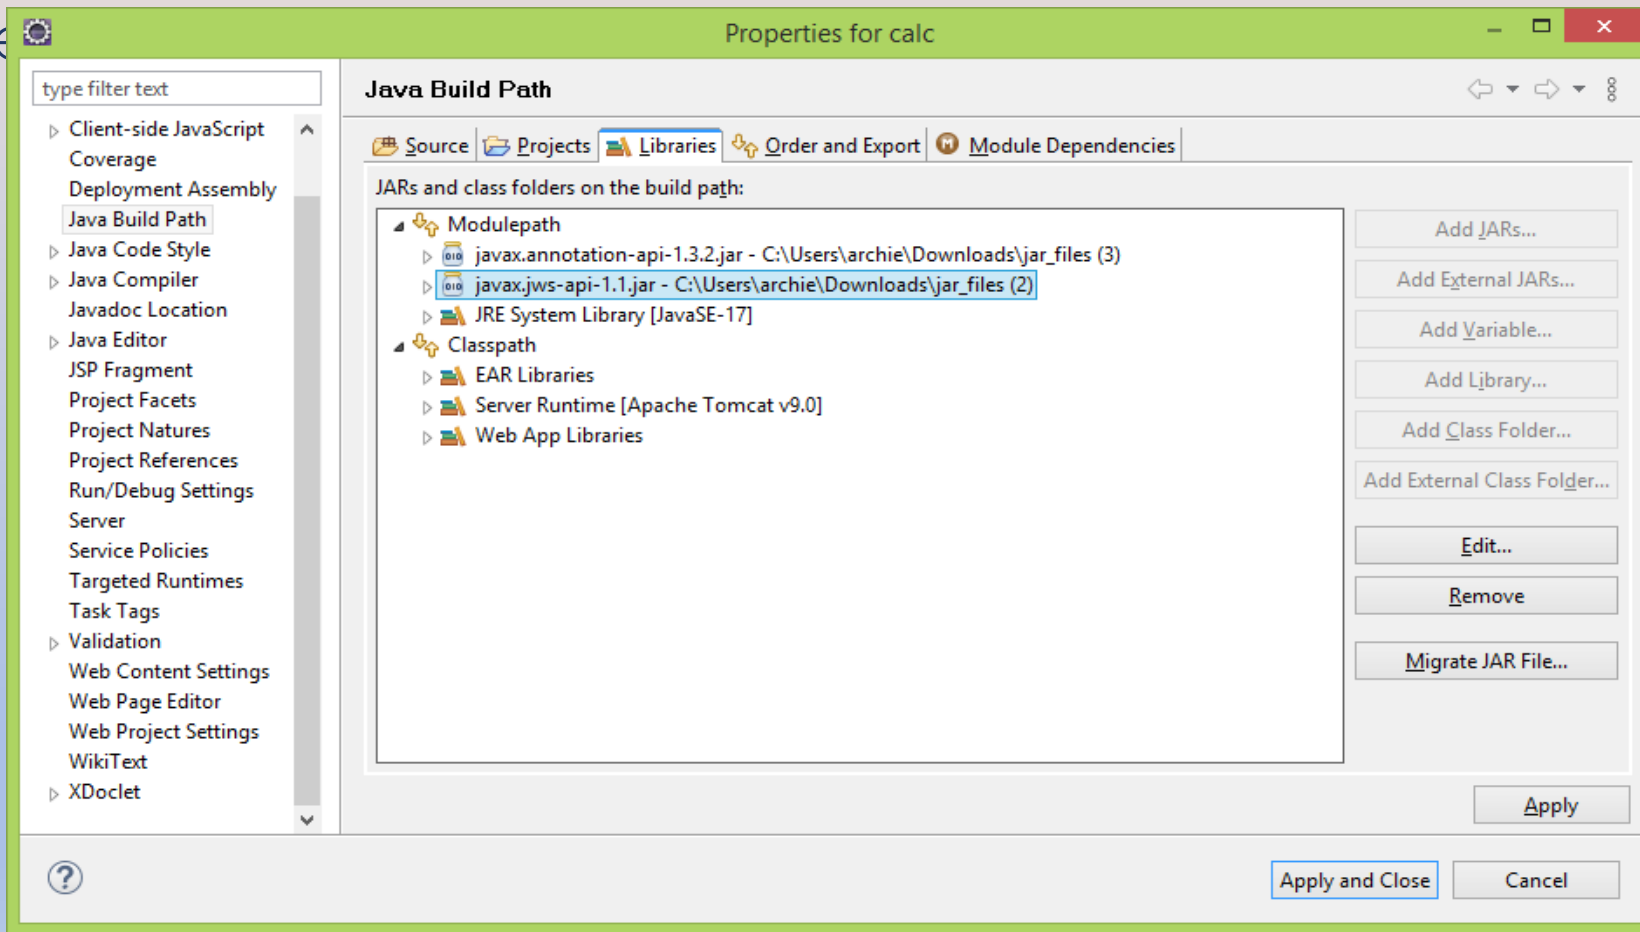 Properties for calc
type filter text
Client-side JavaScript
Coverage
Deployment Assembly
Java Build Path
Java Code Style
Java Compiler
Javadoc Location
Java Editor
JSP Fragment
Project Facets
Project Natures
Project References
Run/Debug Settings
Server
Service Policies
Targeted Runtimes
Task Tags
Validation
Web Content Settings
Web Page Editor
Web Project Settings
WikiText
XDoclet
Java Build Path
Source Projects Libraries Order and Export Module Dependencies
JARs and class folders on the build path:
Modulepath
javax.annotation-api-1.3.2.jar - C:\Users\archie\Downloads\jar_files (3)
javax.jws-api-1.1.jar - C:\Users\archie\Downloads\jar_files (2)
JRE System Library [JavaSE-17]
Classpath
EAR Libraries
Server Runtime [Apache Tomcat v9.0]
Web App Libraries
Add JARs...
Add External JARs...
Add Variable...
Add Library...
Add Class Folder...
Add External Class Folder...
Edit...
Remove
Migrate JAR File...
Apply
Apply and Close
Cancel